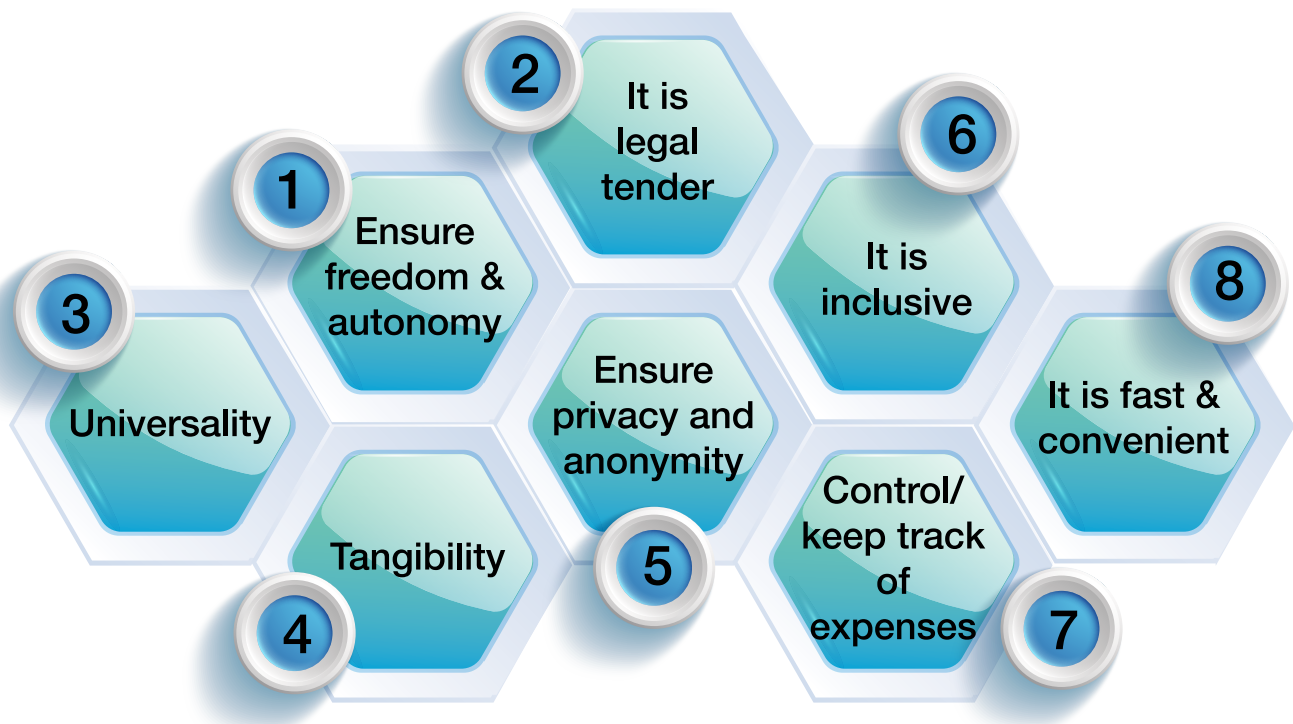 1
Ensure
freedom &
autonomy
2
It is
legal
tender
3
Universality
4
Tangibility
5
Ensure
privacy and
anonymity
6
It is
inclusive
7
Control/
keep track
of
expenses
8
It is fast &
convenient